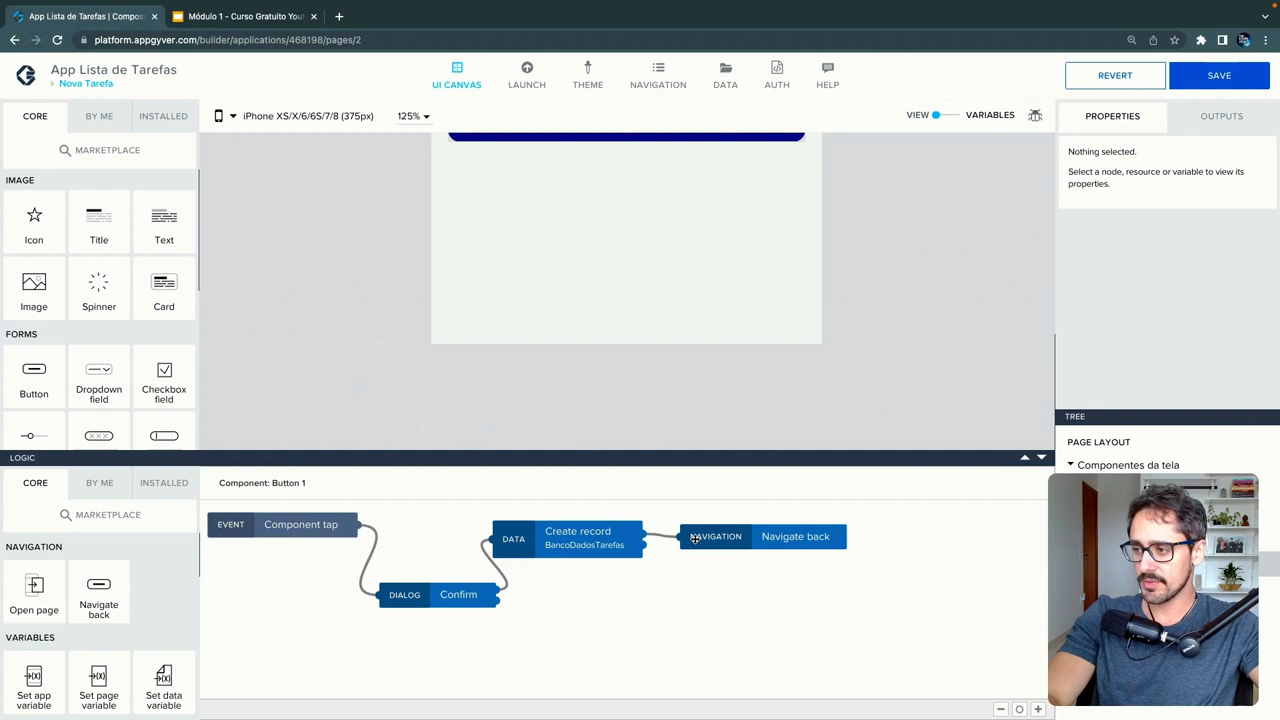 App Lista de Tarefas | Compos
Módulo 1 - Curso Gratuito Yout
platform.appgyver.com/builder/applications/468198/pages/2
App Lista de Tarefas
Nova Tarefa
UI CANVAS
LAUNCH
THEME
NAVIGATION
DATA
AUTH
HELP
REVERT
SAVE
CORE
BY ME
INSTALLED
iPhone XS/X/6/6S/7/8 (375px)
125%
VIEW
VARIABLES
PROPERTIES
OUTPUTS
MARKETPLACE
Nothing selected.
Select a node, resource or variable to view its
properties.
IMAGE
Icon
Title
Text
Image
Spinner
Card
FORMS
Button
Dropdown
field
Checkbox
field
TREE
PAGE LAYOUT
Componentes da tela
LOGIC
CORE
BY ME
INSTALLED
Component: Button 1
MARKETPLACE
EVENT
Component tap
DATA
Create record
BancoDadosTarefas
NAVIGATION
Navigate back
DIALOG
Confirm
NAVIGATION
Open page
Navigate
back
VARIABLES
Set app
variable
Set page
variable
Set data
variable